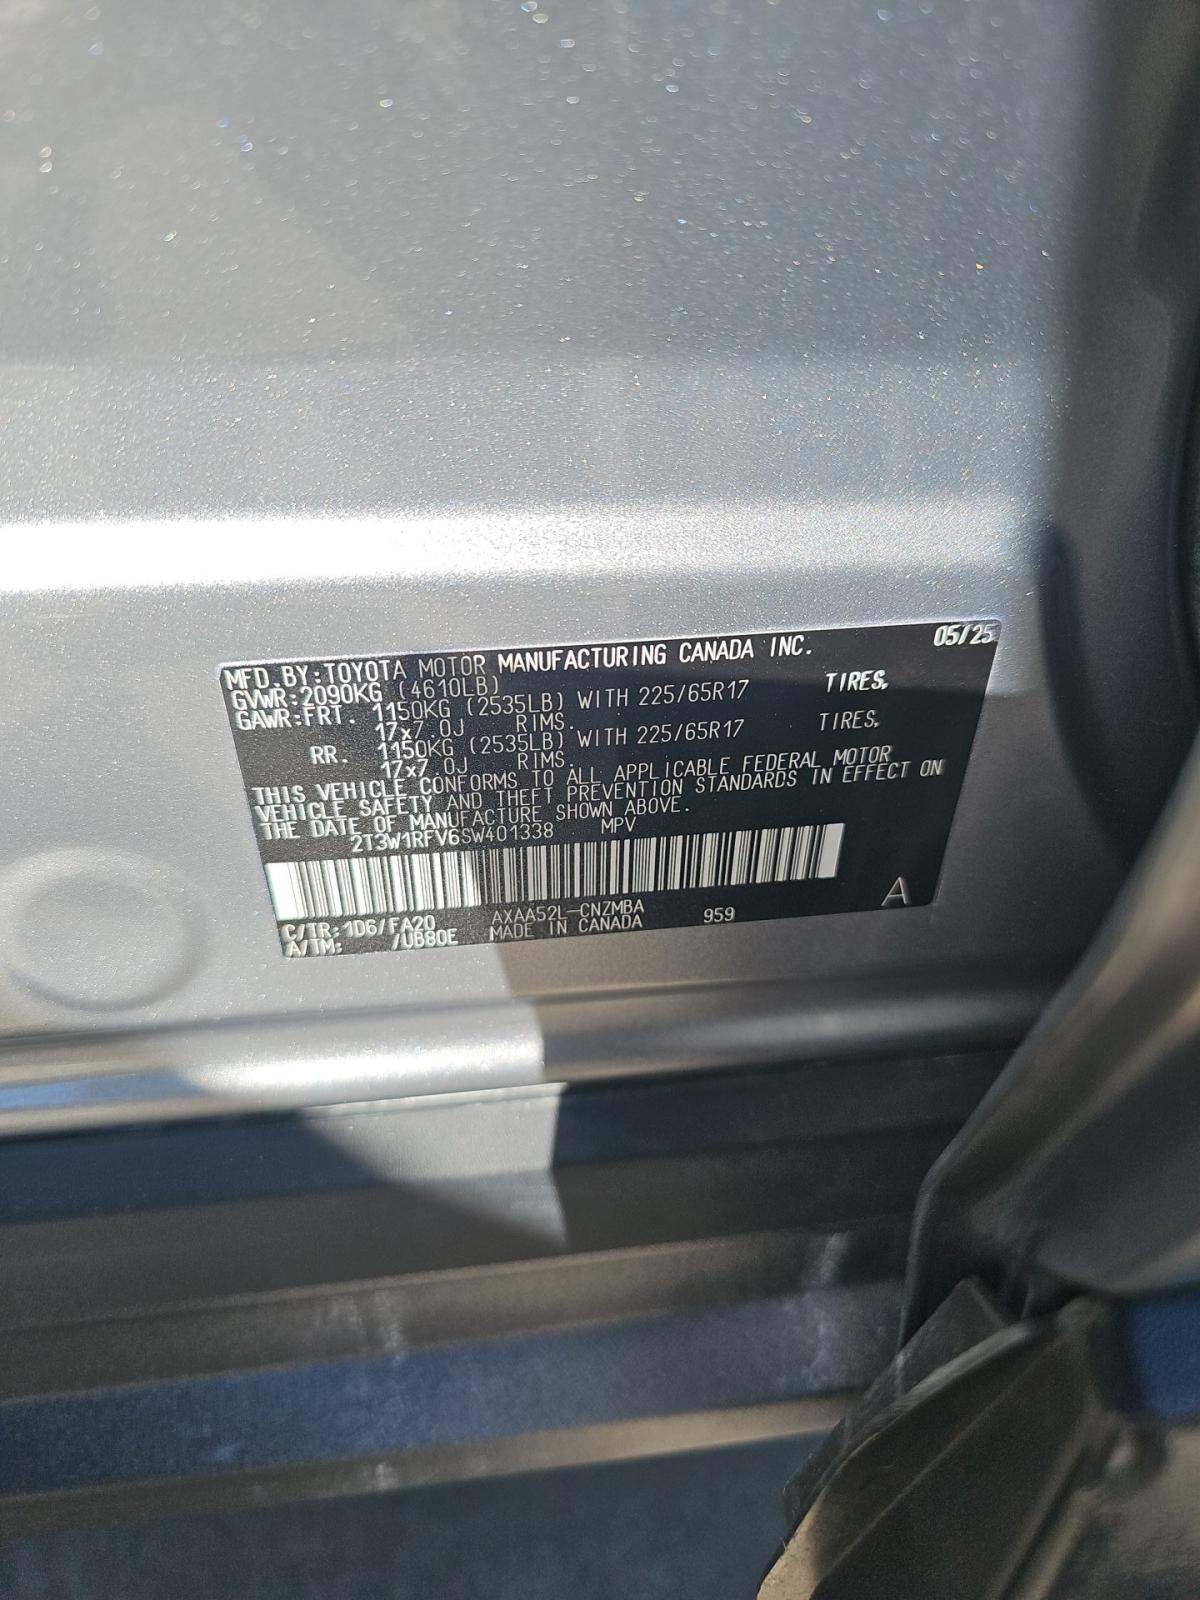 MFD.BY:TOYOTA MOTOR MANUFACTURING CANADA INC. 05/25
GVWR:2090KG (4610LB)
GAWR:FRT. 1150KG (2535LB) WITH 225/65R17 TIRES,
17x7.0J RIMS.
RR. 1150KG (2535LB) WITH 225/65R17 TIRES,
17x7.0J RIMS.
THIS VEHICLE CONFORMS TO ALL APPLICABLE FEDERAL MOTOR
VEHICLE SAFETY AND THEFT PREVENTION STANDARDS IN EFFECT ON
THE DATE OF MANUFACTURE SHOWN ABOVE.
2T3W1RFV6SW401338 MPV
C/TR:1D6/FA20 AXAA52L-CNZMBA 959 A
A/TM: /UB80E MADE IN CANADA